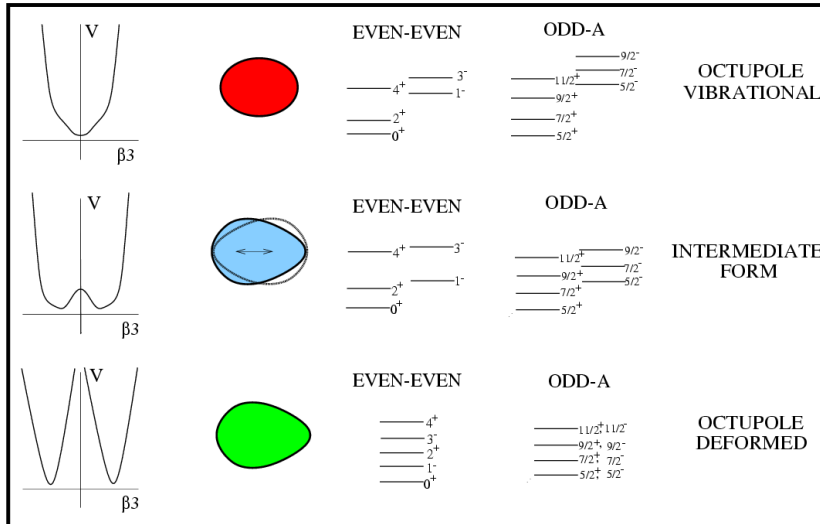 V
β3
EVEN-EVEN
4+
3-
1-
2+
0+
ODD-A
9/2-
11/2+
7/2-
5/2-
9/2+
7/2+
5/2+
OCTUPOLE
VIBRATIONAL
V
β3
EVEN-EVEN
4+
3-
2+
1-
0+
ODD-A
9/2-
11/2+
7/2-
9/2+
5/2-
7/2+
5/2+
INTERMEDIATE
FORM
V
β3
EVEN-EVEN
4+
3-
2+
1-
0+
ODD-A
11/2+, 11/2-
9/2+, 9/2-
7/2+, 7/2-
5/2+, 5/2-
OCTUPOLE
DEFORMED